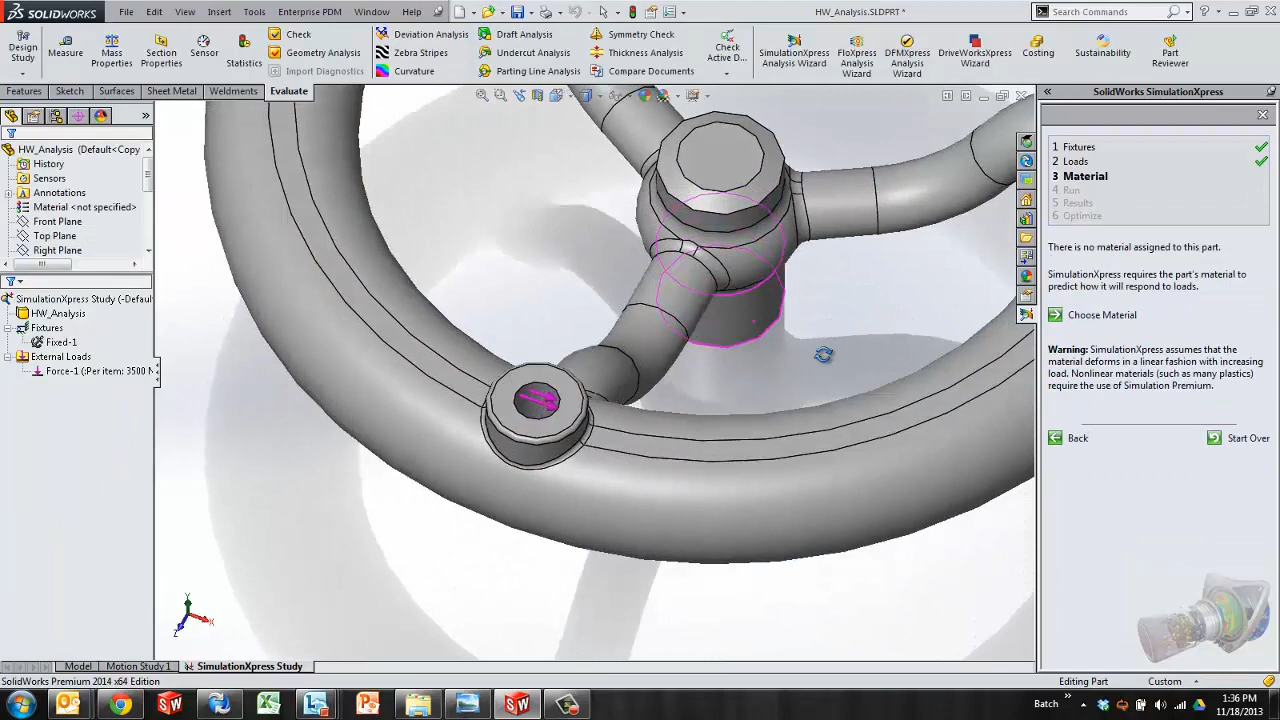 SOLIDWORKS
File Edit View Insert Tools Enterprise PDM Window Help
HW_Analysis.SLDPRT *
Search Commands
Design Study
Measure
Mass Properties
Section Properties
Sensor
Statistics
Check
Geometry Analysis
Import Diagnostics
Deviation Analysis
Zebra Stripes
Curvature
Draft Analysis
Undercut Analysis
Parting Line Analysis
Symmetry Check
Thickness Analysis
Compare Documents
Check Active D...
SimulationXpress Analysis Wizard
FloXpress Analysis Wizard
DFMXpress Analysis Wizard
DriveWorksXpress Wizard
Costing
Sustainability
Part Reviewer
Features Sketch Surfaces Sheet Metal Weldments Evaluate
HW_Analysis (Default<Copy
History
Sensors
Annotations
Material <not specified>
Front Plane
Top Plane
Right Plane
SimulationXpress Study (-Default
HW_Analysis
Fixtures
Fixed-1
External Loads
Force-1 (:Per item: 3500 N
SolidWorks SimulationXpress
1 Fixtures
2 Loads
3 Material
4 Run
5 Results
6 Optimize
There is no material assigned to this part.
SimulationXpress requires the part's material to
predict how it will respond to loads.
Choose Material
Warning: SimulationXpress assumes that the
material deforms in a linear fashion with increasing
load. Nonlinear materials (such as many plastics)
require the use of Simulation Premium.
Back Start Over
Y
X
Z
Model Motion Study 1 SimulationXpress Study
SolidWorks Premium 2014 x64 Edition
Editing Part Custom
Batch
1:36 PM
11/18/2013